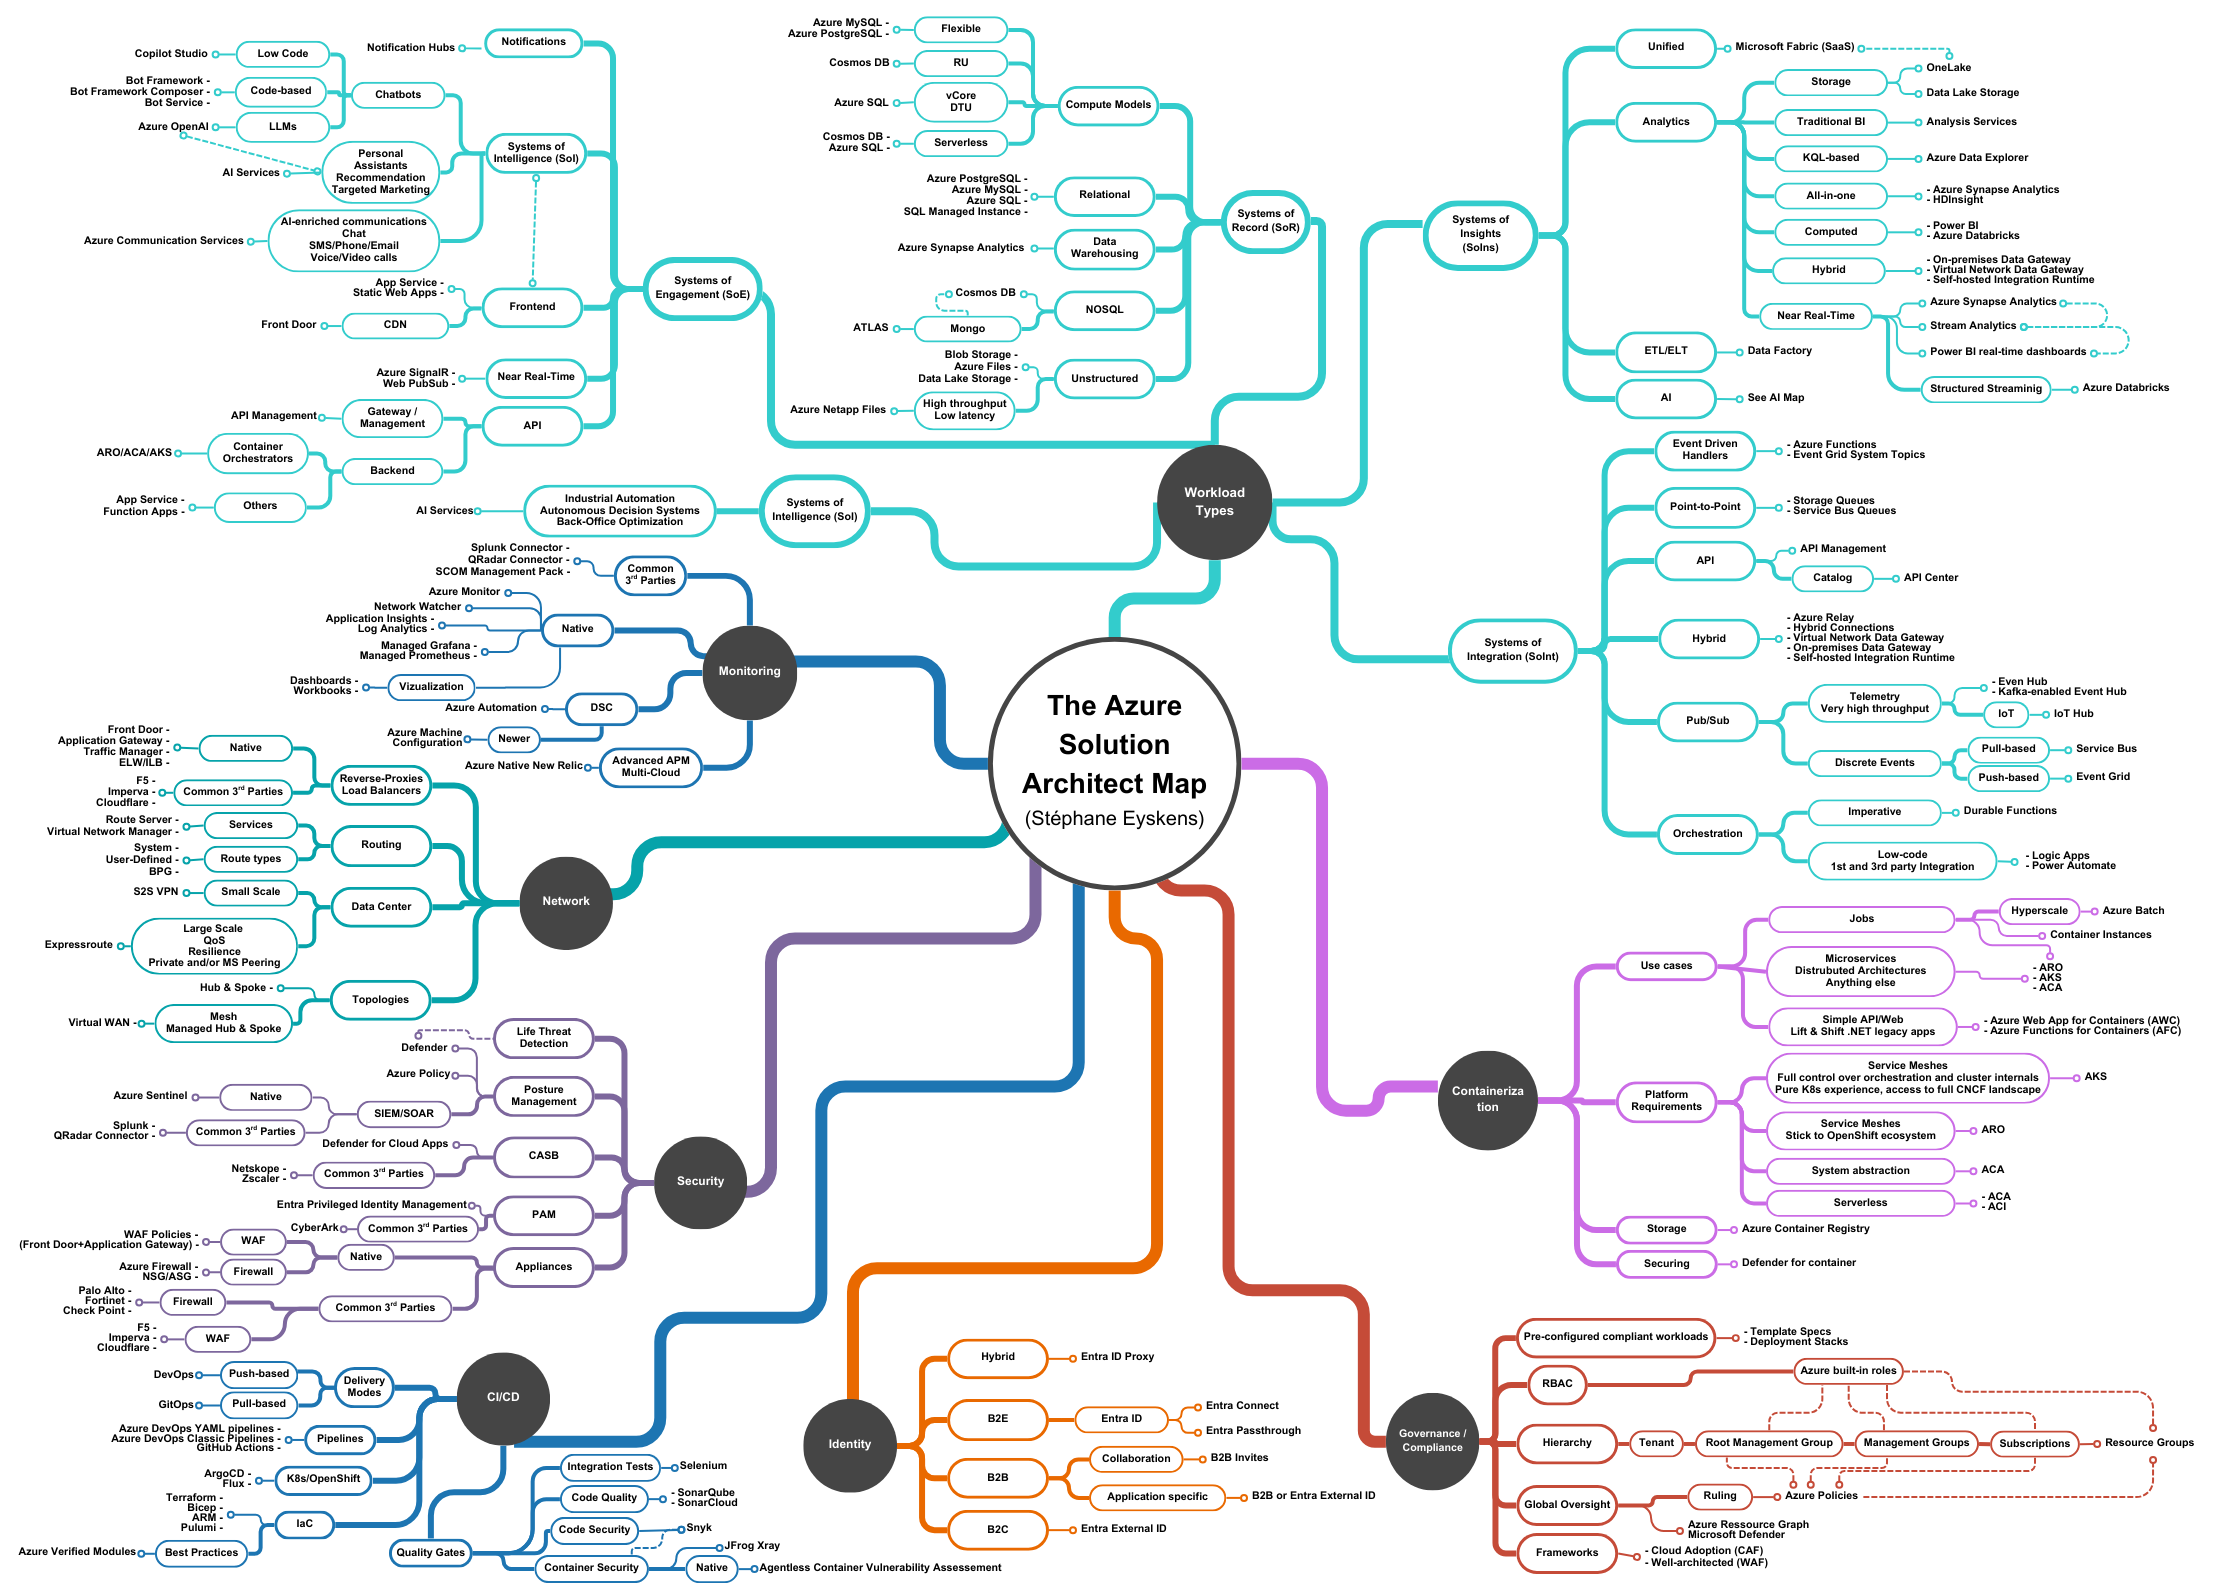 The Azure
Solution
Architect Map
(Stéphane Eyskens)
Workload
Types
Systems of
Engagement (SoE)
Notifications
Notification Hubs
Systems of
Intelligence (SoI)
Chatbots
Low Code
Copilot Studio
Code-based
Bot Framework -
Bot Framework Composer -
Bot Service -
LLMs
Azure OpenAI
Personal
Assistants
Recommendation
Targeted Marketing
AI Services
AI-enriched communications
Chat
SMS/Phone/Email
Voice/Video calls
Azure Communication Services
Frontend
App Service -
Static Web Apps -
CDN
Front Door
Near Real-Time
Azure SignalR -
Web PubSub -
API
Gateway /
Management
API Management
Backend
Container
Orchestrators
ARO/ACA/AKS
Others
App Service -
Function Apps -
Systems of
Record (SoR)
Compute Models
Flexible
Azure MySQL -
Azure PostgreSQL -
RU
Cosmos DB
vCore
DTU
Azure SQL
Serverless
Cosmos DB -
Azure SQL -
Relational
Azure PostgreSQL -
Azure MySQL -
Azure SQL -
SQL Managed Instance -
Data
Warehousing
Azure Synapse Analytics
NOSQL
Cosmos DB
Mongo
ATLAS
Unstructured
Blob Storage -
Azure Files -
Data Lake Storage -
High throughput
Low latency
Azure Netapp Files
Systems of
Intelligence (SoI)
Industrial Automation
Autonomous Decision Systems
Back-Office Optimization
AI Services
Systems of
Insights
(SoIns)
Unified
Microsoft Fabric (SaaS)
Analytics
Storage
OneLake
Data Lake Storage
Traditional BI
Analysis Services
KQL-based
Azure Data Explorer
All-in-one
- Azure Synapse Analytics
- HDInsight
Computed
- Power BI
- Azure Databricks
Hybrid
- On-premises Data Gateway
- Virtual Network Data Gateway
- Self-hosted Integration Runtime
Near Real-Time
Azure Synapse Analytics
Stream Analytics
Power BI real-time dashboards
Structured Streaminig
Azure Databricks
ETL/ELT
Data Factory
AI
See AI Map
Systems of
Integration (SoInt)
Event Driven
Handlers
- Azure Functions
- Event Grid System Topics
Point-to-Point
- Storage Queues
- Service Bus Queues
API
API Management
Catalog
API Center
Hybrid
- Azure Relay
- Hybrid Connections
- Virtual Network Data Gateway
- On-premises Data Gateway
- Self-hosted Integration Runtime
Pub/Sub
Telemetry
Very high throughput
- Even Hub
- Kafka-enabled Event Hub
IoT
IoT Hub
Discrete Events
Pull-based
Service Bus
Push-based
Event Grid
Orchestration
Imperative
Durable Functions
Low-code
1st and 3rd party Integration
- Logic Apps
- Power Automate
Monitoring
Common
3rd Parties
Splunk Connector -
QRadar Connector -
SCOM Management Pack -
Native
Azure Monitor
Network Watcher
Application Insights -
Log Analytics -
Managed Grafana -
Managed Prometheus -
Vizualization
Dashboards -
Workbooks -
DSC
Azure Automation
Newer
Azure Machine
Configuration
Advanced APM
Multi-Cloud
Azure Native New Relic
Network
Reverse-Proxies
Load Balancers
Native
Front Door -
Application Gateway -
Traffic Manager -
ELW/ILB -
Common 3rd Parties
F5 -
Imperva -
Cloudflare -
Routing
Services
Route Server -
Virtual Network Manager -
Route types
System -
User-Defined -
BPG -
Data Center
Small Scale
S2S VPN
Large Scale
QoS
Resilience
Private and/or MS Peering
Expressroute
Topologies
Hub & Spoke -
Mesh
Managed Hub & Spoke
Virtual WAN -
Security
Life Threat
Detection
Defender
Posture
Management
Azure Policy
SIEM/SOAR
Native
Azure Sentinel
Common 3rd Parties
Splunk -
QRadar Connector -
CASB
Defender for Cloud Apps
Common 3rd Parties
Netskope -
Zscaler -
PAM
Entra Privileged Identity Management
Common 3rd Parties
CyberArk
Appliances
Native
WAF
WAF Policies -
(Front Door+Application Gateway) -
Firewall
Azure Firewall -
NSG/ASG -
Common 3rd Parties
Firewall
Palo Alto -
Fortinet -
Check Point -
WAF
F5 -
Imperva -
Cloudflare -
CI/CD
Delivery
Modes
Push-based
DevOps
Pull-based
GitOps
Pipelines
Azure DevOps YAML pipelines -
Azure DevOps Classic Pipelines -
GitHub Actions -
K8s/OpenShift
ArgoCD -
Flux -
IaC
Terraform -
Bicep -
ARM -
Pulumi -
Best Practices
Azure Verified Modules
Quality Gates
Integration Tests
Selenium
Code Quality
- SonarQube
- SonarCloud
Code Security
Snyk
Container Security
JFrog Xray
Native
Agentless Container Vulnerability Assessement
Identity
Hybrid
Entra ID Proxy
B2E
Entra ID
Entra Connect
Entra Passthrough
B2B
Collaboration
B2B Invites
Application specific
B2B or Entra External ID
B2C
Entra External ID
Containeriza
tion
Use cases
Jobs
Hyperscale
Azure Batch
Container Instances
Microservices
Distrubuted Architectures
Anything else
- ARO
- AKS
- ACA
Simple API/Web
Lift & Shift .NET legacy apps
- Azure Web App for Containers (AWC)
- Azure Functions for Containers (AFC)
Platform
Requirements
Service Meshes
Full control over orchestration and cluster internals
Pure K8s experience, access to full CNCF landscape
AKS
Service Meshes
Stick to OpenShift ecosystem
ARO
System abstraction
ACA
Serverless
- ACA
- ACI
Storage
Azure Container Registry
Securing
Defender for container
Governance /
Compliance
Pre-configured compliant workloads
- Template Specs
- Deployment Stacks
RBAC
Azure built-in roles
Hierarchy
Tenant
Root Management Group
Management Groups
Subscriptions
Resource Groups
Global Oversight
Ruling
Azure Policies
Azure Ressource Graph
Microsoft Defender
Frameworks
- Cloud Adoption (CAF)
- Well-architected (WAF)